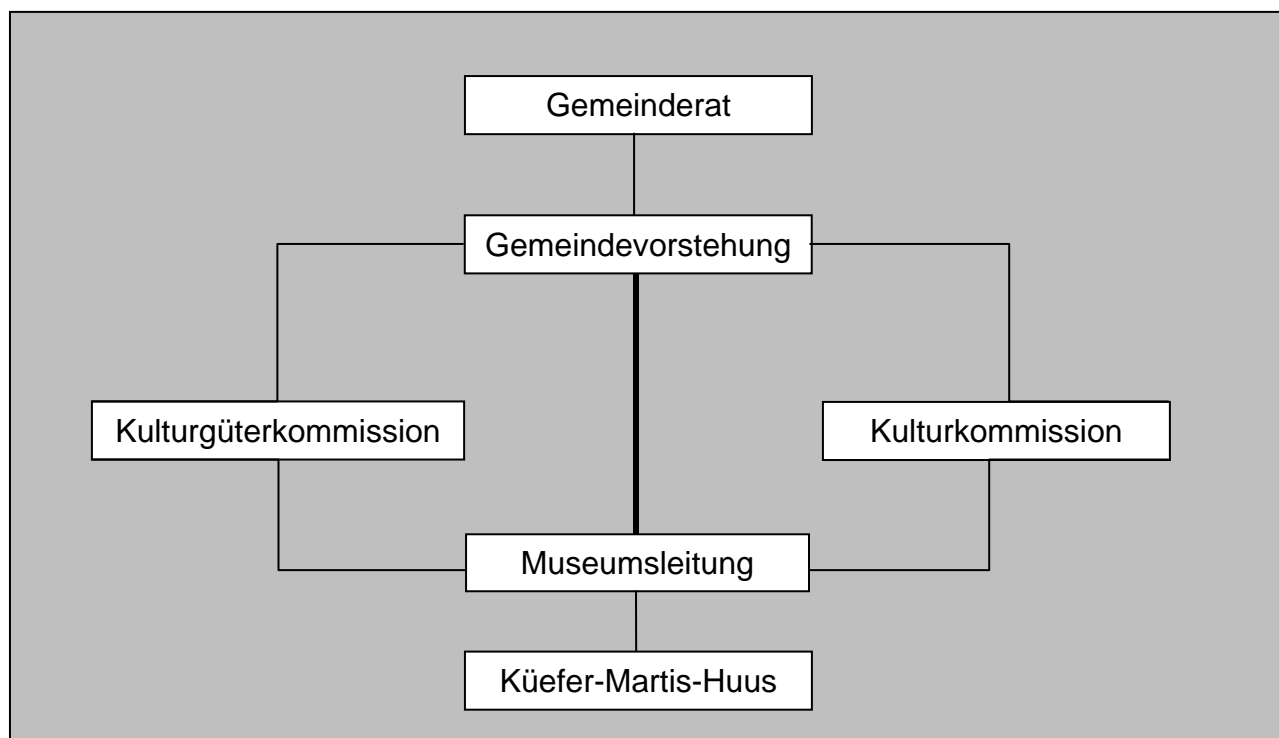 Gemeinderat
Gemeindevorstehung
Kulturgüterkommission
Kulturkommission
Museumsleitung
Küefer-Martis-Huus